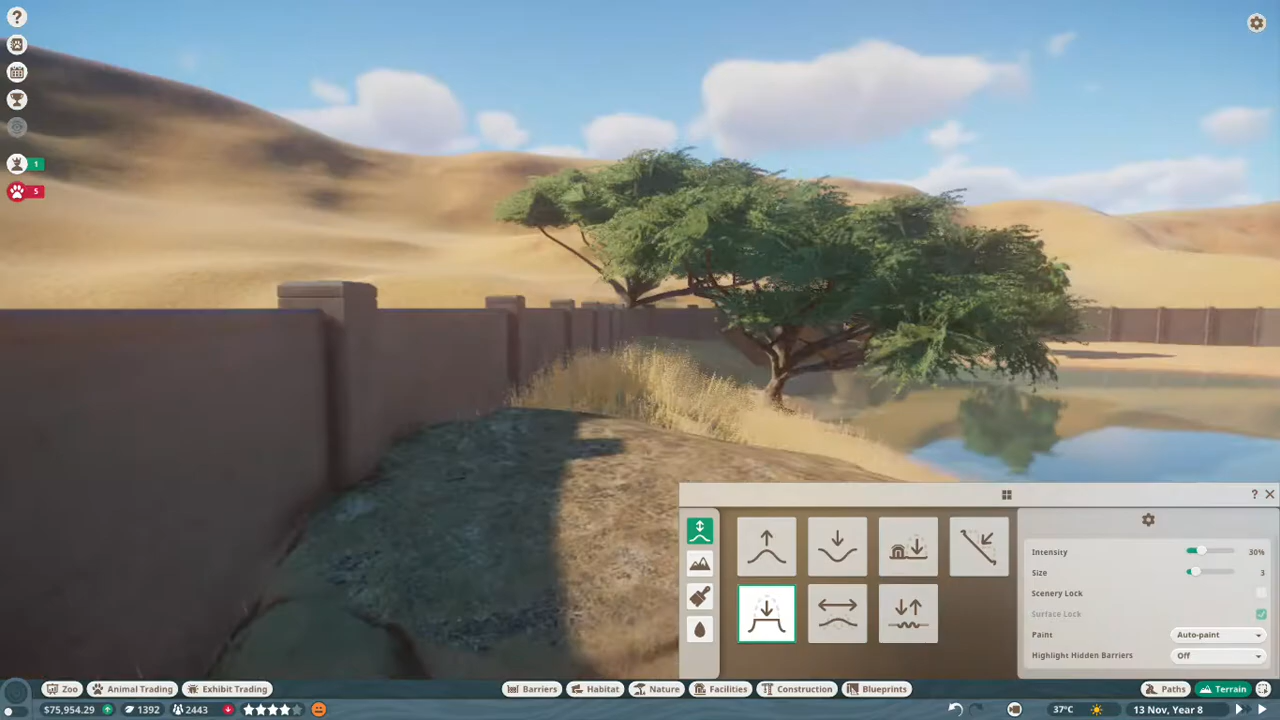 1
5
?
Intensity 30%
Size 3
Scenery Lock
Surface Lock
Paint Auto-paint
Highlight Hidden Barriers Off
Zoo Animal Trading Exhibit Trading Barriers Habitat Nature Facilities Construction Blueprints Paths Terrain
$75,954.29 1392 2443 37°C 13 Nov, Year 8